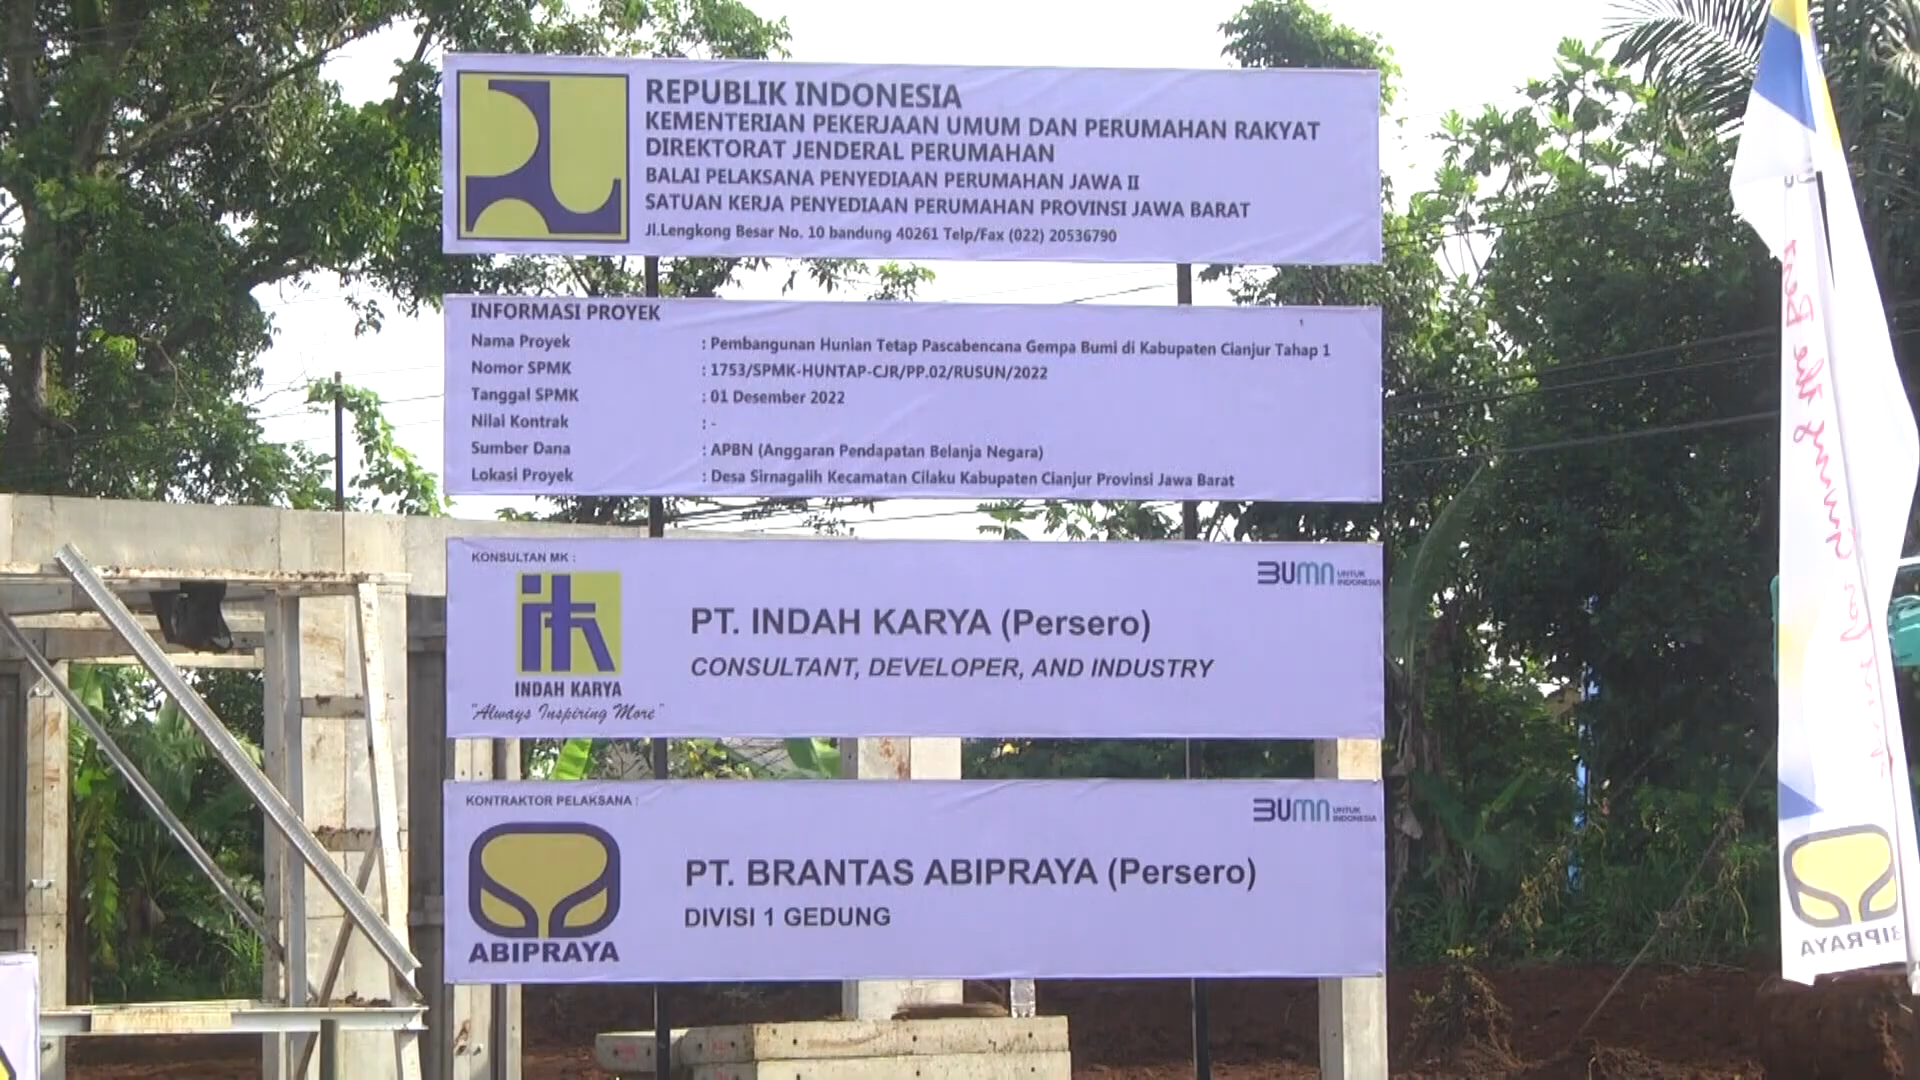 REPUBLIK INDONESIA
KEMENTERIAN PEKERJAAN UMUM DAN PERUMAHAN RAKYAT
DIREKTORAT JENDERAL PERUMAHAN
BALAI PELAKSANA PENYEDIAAN PERUMAHAN JAWA II
SATUAN KERJA PENYEDIAAN PERUMAHAN PROVINSI JAWA BARAT
Jl.Lengkong Besar No. 10 bandung 40261 Telp/Fax (022) 20536790
INFORMASI PROYEK
Nama Proyek : Pembangunan Hunian Tetap Pascabencana Gempa Bumi di Kabupaten Cianjur Tahap 1
Nomor SPMK : 1753/SPMK-HUNTAP-CJR/PP.02/RUSUN/2022
Tanggal SPMK : 01 Desember 2022
Nilai Kontrak : -
Sumber Dana : APBN (Anggaran Pendapatan Belanja Negara)
Lokasi Proyek : Desa Sirnagalih Kecamatan Cilaku Kabupaten Cianjur Provinsi Jawa Barat
KONSULTAN MK :
BUMN UNTUK INDONESIA
INDAH KARYA
"Always Inspiring More"
PT. INDAH KARYA (Persero)
CONSULTANT, DEVELOPER, AND INDUSTRY
KONTRAKTOR PELAKSANA :
BUMN UNTUK INDONESIA
ABIPRAYA
PT. BRANTAS ABIPRAYA (Persero)
DIVISI 1 GEDUNG